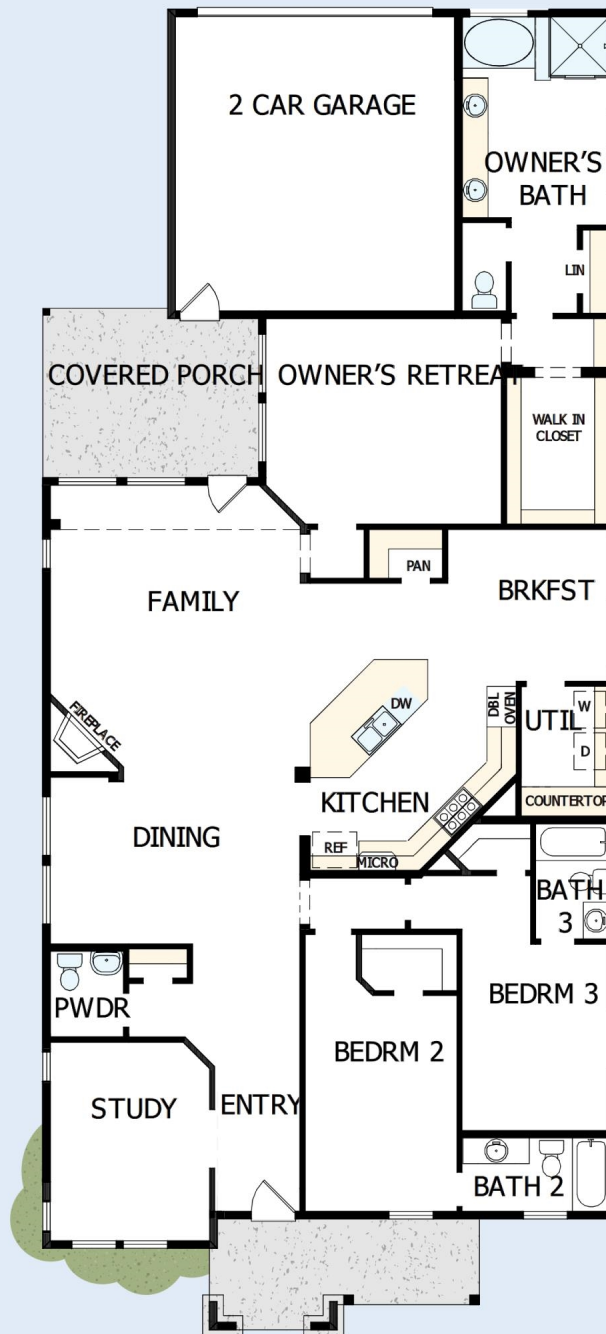 2 CAR GARAGE
OWNER'S
BATH
LIN
COVERED PORCH
OWNER'S RETREAT
WALK IN
CLOSET
PAN
FAMILY
BRKFST
DW
DBL
OVEN
UTIL
W
D
FIREPLACE
COUNTERTOP
KITCHEN
DINING
REF
MICRO
BATH
3
PWDR
BEDRM 3
BEDRM 2
STUDY
ENTRY
BATH 2